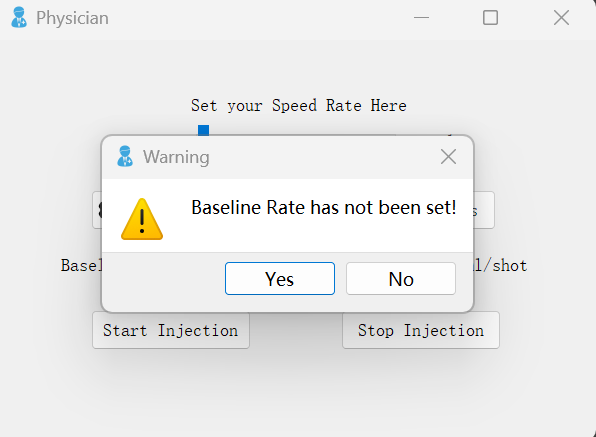 Physician
Set your Speed Rate Here
Warning
Baseline Rate has not been set!
Yes
No
/shot
Start Injection
Stop Injection